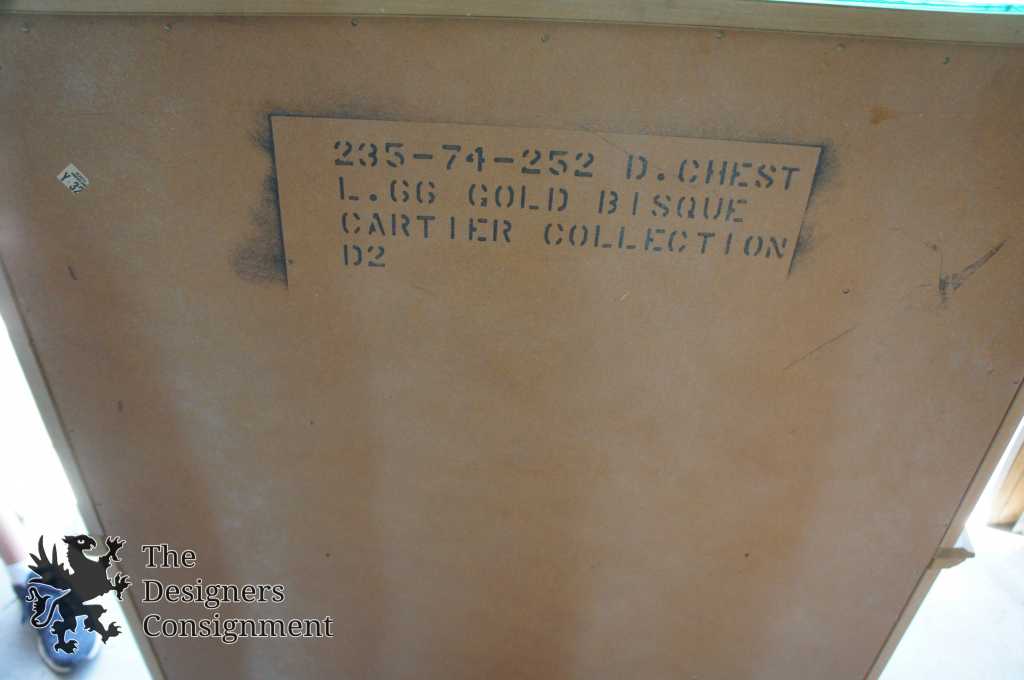 235-74-252 D.CHEST
L.66 GOLD BISQUE
CARTIER COLLECTION
D2
The
Designers
Consignment